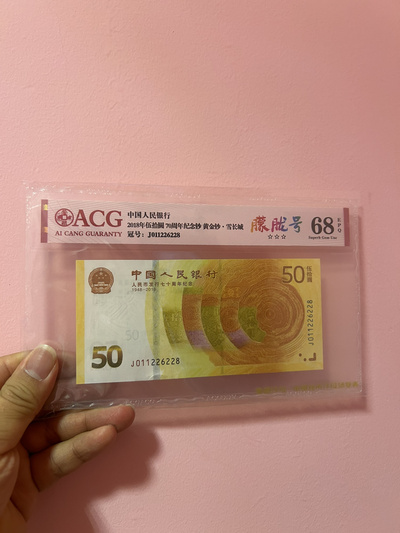 ACG
AI CANG GUARANTY
中国人民银行
2018年伍拾圆 70周年纪念钞 黄金钞·雪长城
冠号: J011226228
朦胧号
☆☆☆
68 EPQ
Superb Gem Unc
中国人民银行
人民币发行七十周年纪念
1948-2018
50 伍拾圆
50
J011226228
J011226228